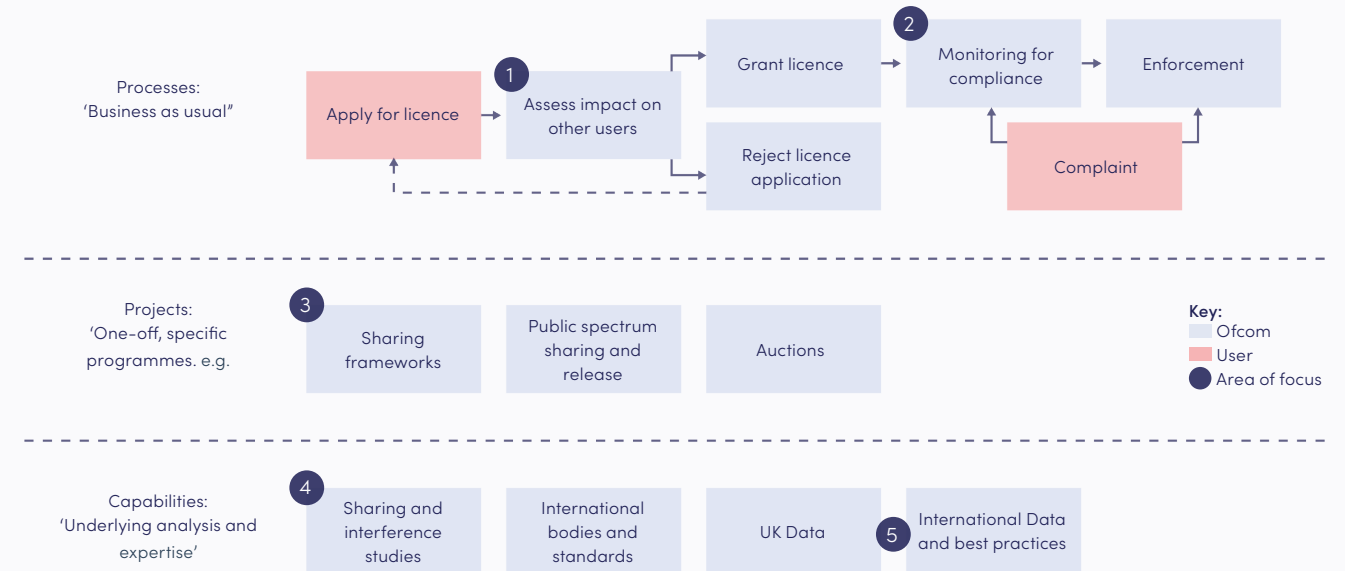 Processes:
‘Business as usual”
Apply for licence
1
Assess impact on
other users
Grant licence
Reject licence
application
2
Monitoring for
compliance
Enforcement
Complaint
Projects:
‘One-off, specific
programmes. e.g.
3
Sharing
frameworks
Public spectrum
sharing and
release
Auctions
Key:
Ofcom
User
Area of focus
Capabilities:
‘Underlying analysis and
expertise’
4
Sharing and
interference
studies
International
bodies and
standards
UK Data
5
International Data
and best practices